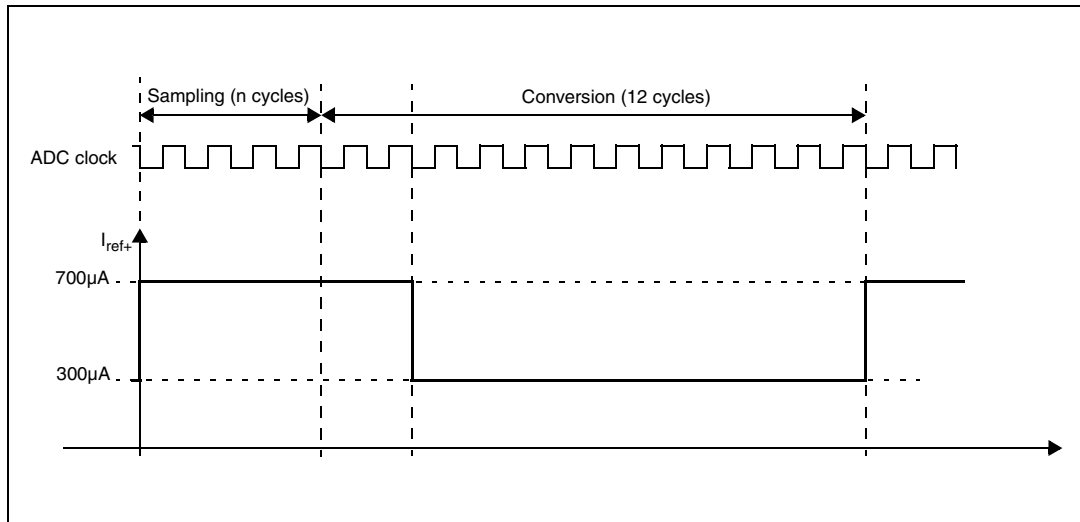 Sampling (n cycles)
Conversion (12 cycles)
ADC clock
Iref+
700µA
300µA